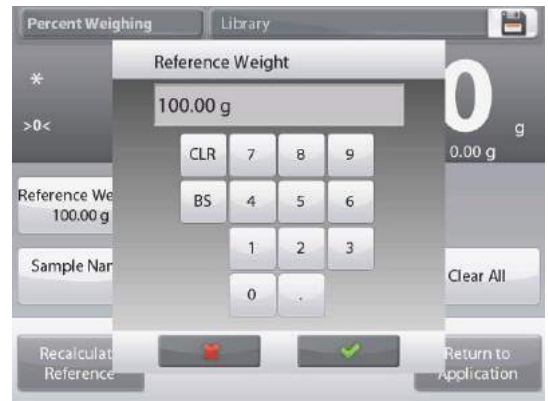 Percent Weighing
Library
Reference Weight
*
100.00 g
0
>0<
g
0.00 g
CLR 7 8 9
BS 4 5 6
1 2 3
0 .
Reference We
100.00 g
Sample Nar
Clear All
Recalculat
Reference
Return to
Application